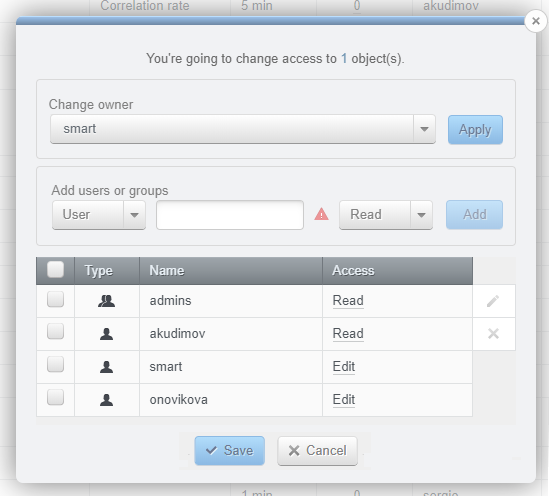 Correlation rate 5 min 0 akudimov
You're going to change access to 1 object(s).
Change owner
smart Apply
Add users or groups
User Read Add
Type Name Access
admins Read
akudimov Read
smart Edit
onovikova Edit
Save Cancel
1 min 0 sergio